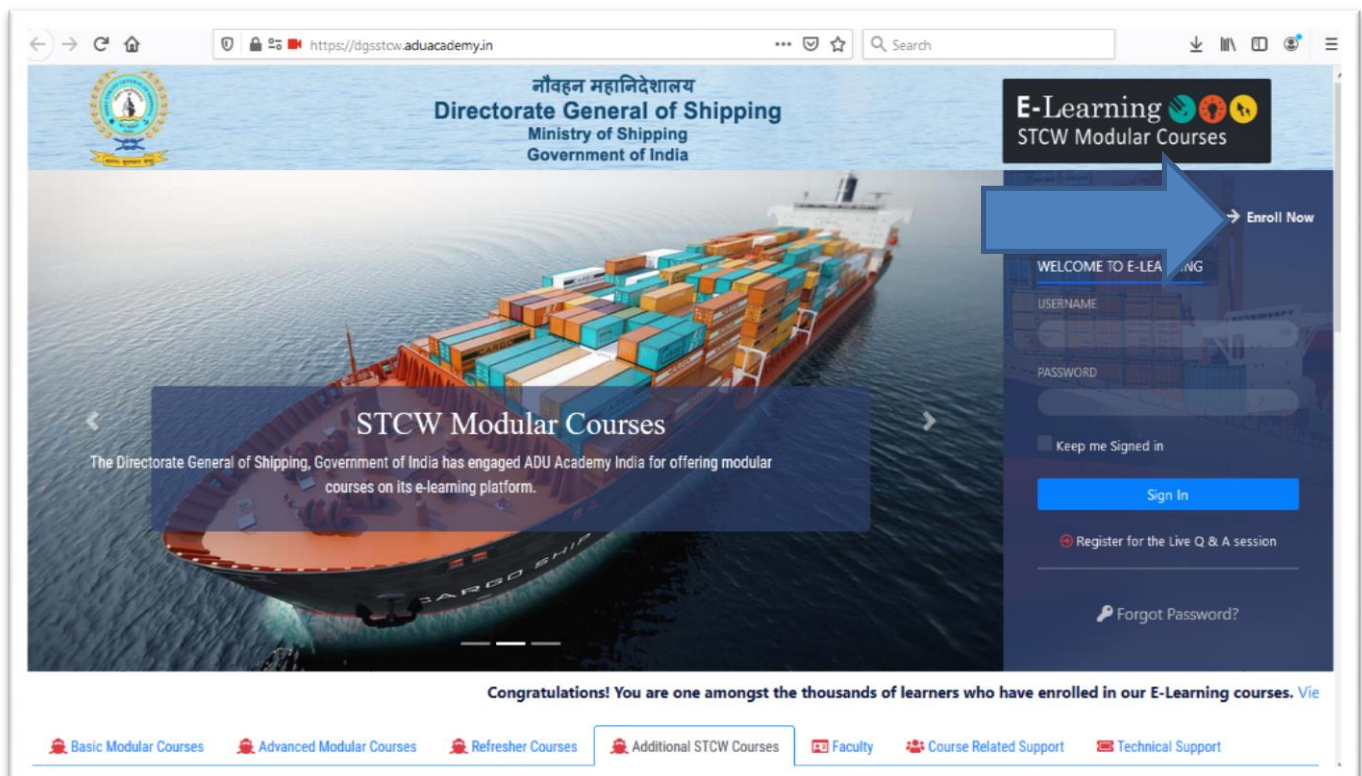 https://dgsstcw.aduacademy.in
Search
नौवहन महानिदेशालय
Directorate General of Shipping
Ministry of Shipping
Government of India
E-Learning
STCW Modular Courses
Enroll Now
WELCOME TO E-LEA NG
USERNAME
PASSWORD
Keep me Signed in
Sign In
Register for the Live Q & A session
Forgot Password?
STCW Modular Courses
The Directorate General of Shipping, Government of India has engaged ADU Academy India for offering modular
courses on its e-learning platform.
CARGO SHIP
Congratulations! You are one amongst the thousands of learners who have enrolled in our E-Learning courses. Vie
Basic Modular Courses
Advanced Modular Courses
Refresher Courses
Additional STCW Courses
Faculty
Course Related Support
Technical Support